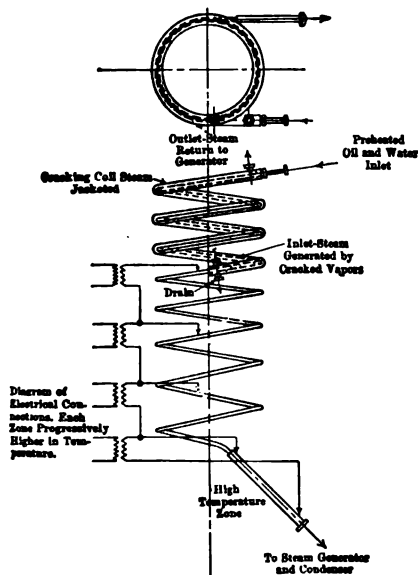 Outlet-Steam
Return to
Generator
Preheated
Oil and Water
Inlet
Cracking Coil Steam
Jacketed
Inlet-Steam
Generated by
Cracked Vapors
Drain
Diagram of
Electrical Con-
nections. Each
Zone Progressively
Higher in Tem-
perature.
High
Temperature
Zone
To Steam Generator
and Condenser